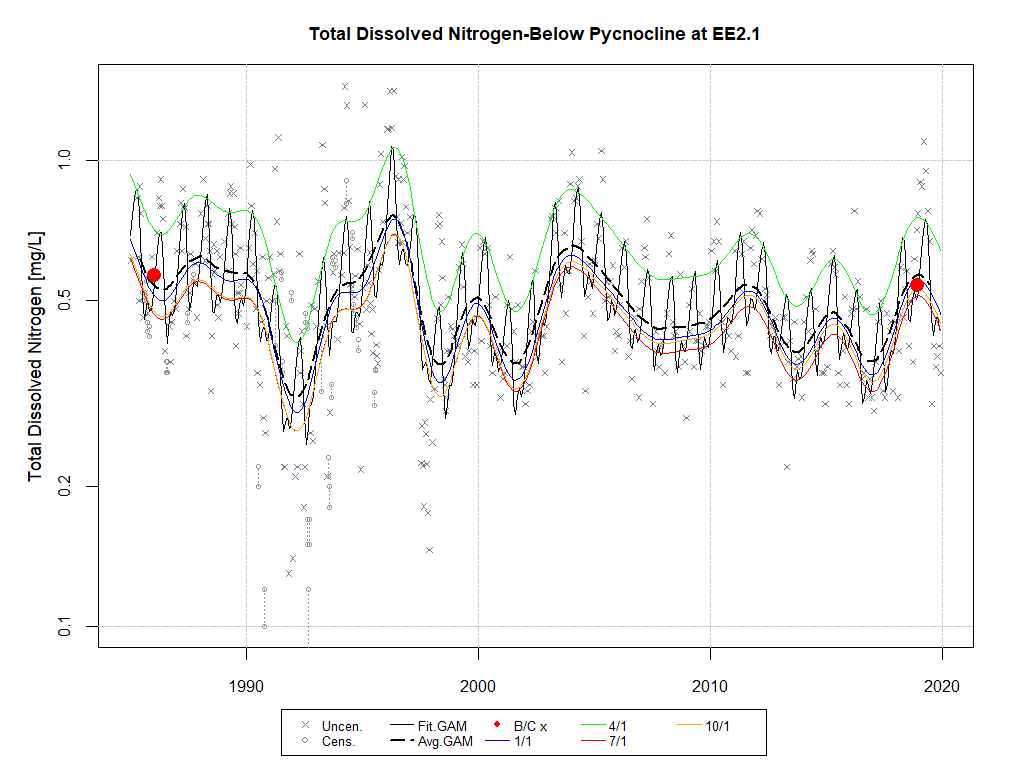 Total Dissolved Nitrogen-Below Pycnocline at EE2.1
Total Dissolved Nitrogen [mg/L]
1.0
0.5
0.2
0.1
1990 2000 2010 2020
Uncen. Fit.GAM B/C x 4/1 10/1
Cens. Avg.GAM 1/1 7/1